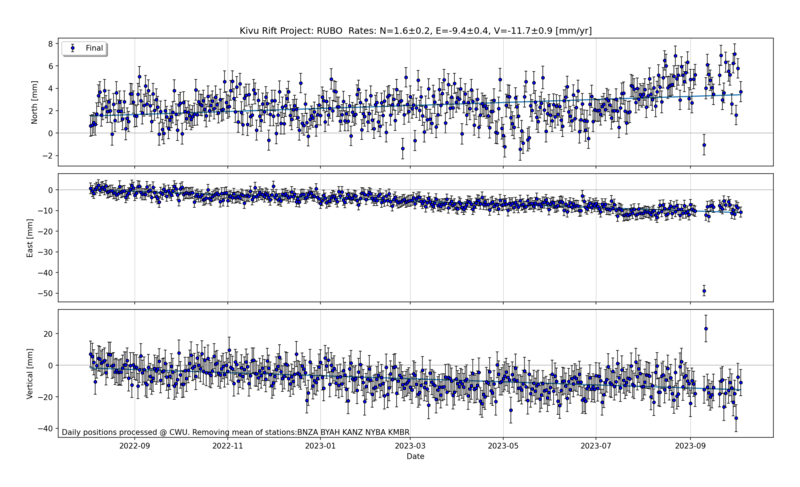 Kivu Rift Project: RUBO  Rates: N=1.6±0.2, E=-9.4±0.4, V=-11.7±0.9 [mm/yr]
Final
North [mm]
8
6
4
2
0
−2
East [mm]
0
−10
−20
−30
−40
−50
Vertical [mm]
20
0
−20
−40
Daily positions processed @ CWU. Removing mean of stations:BNZA BYAH KANZ NYBA KMBR
2022-09 2022-11 2023-01 2023-03 2023-05 2023-07 2023-09
Date